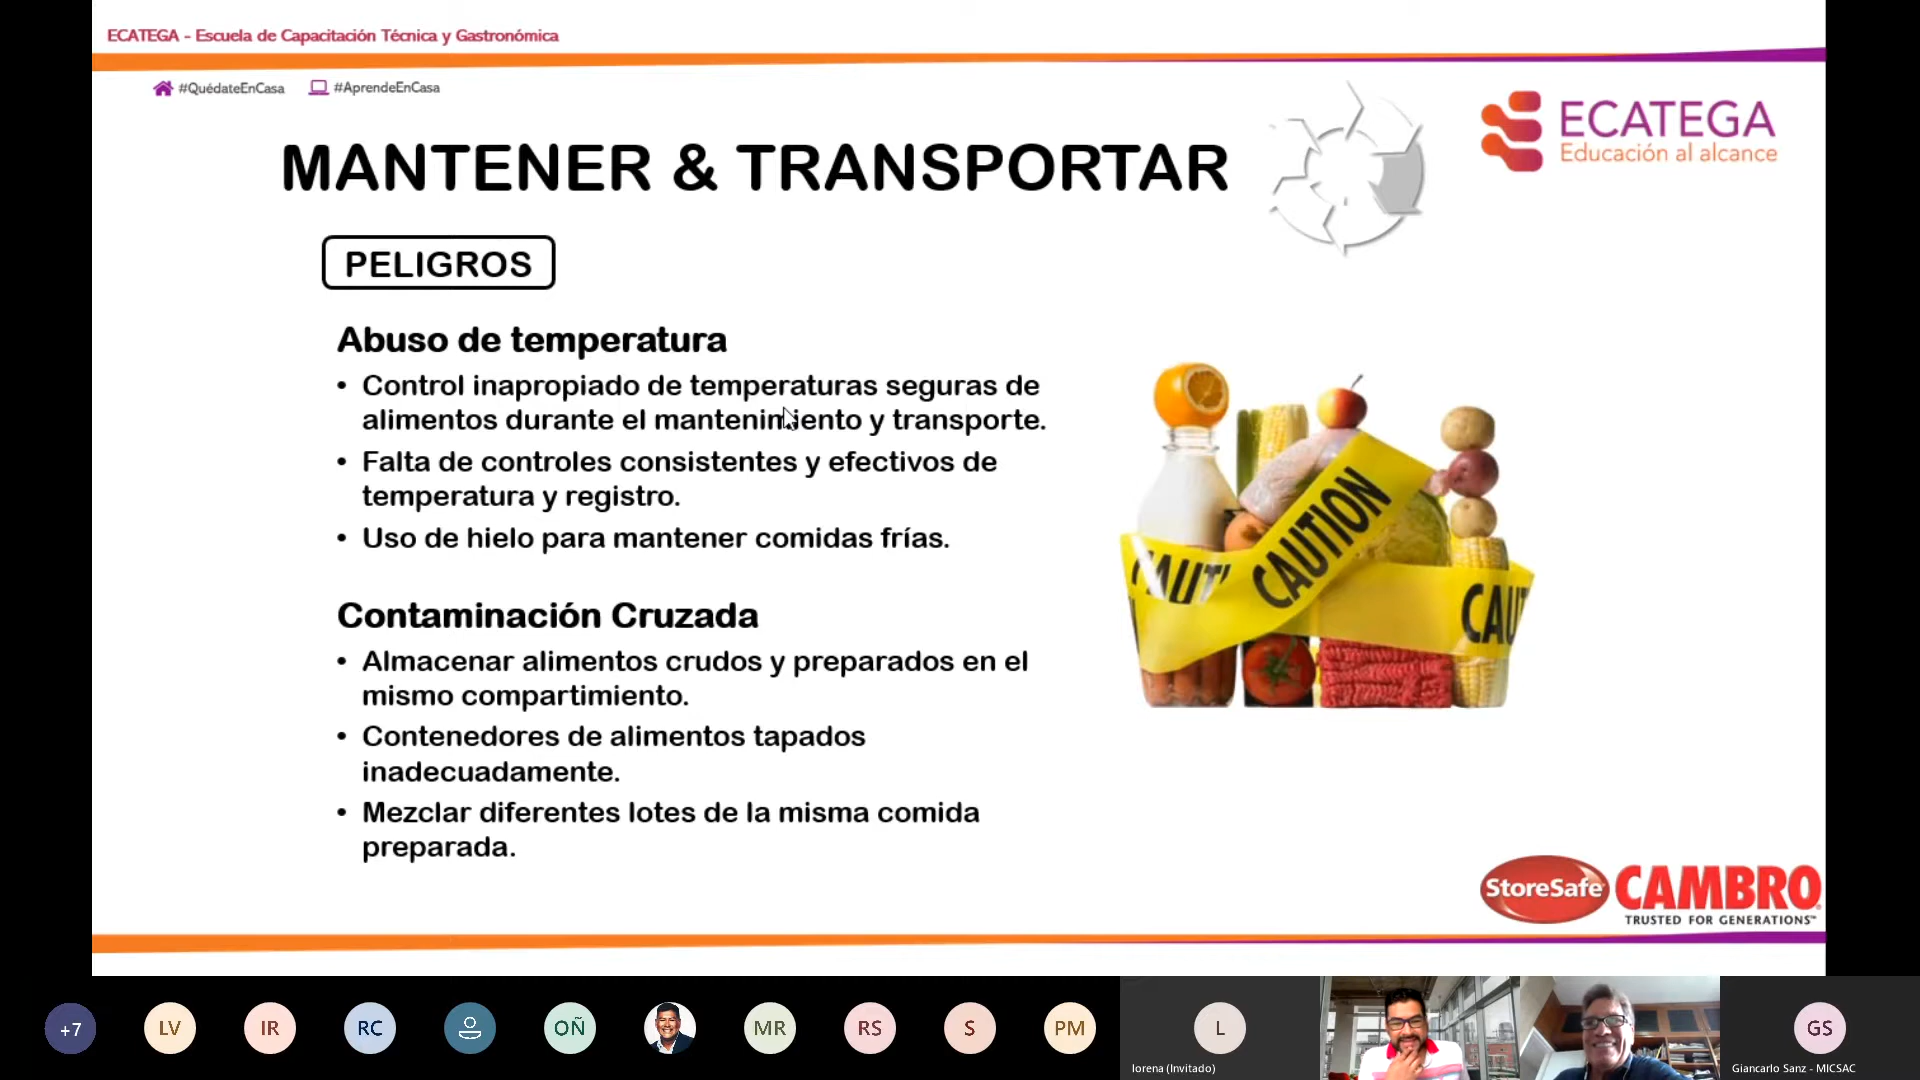 ECATEGA - Escuela de Capacitación Técnica y Gastronómica
#QuédateEnCasa #AprendeEnCasa
ECATEGA
Educación al alcance
MANTENER & TRANSPORTAR
PELIGROS
Abuso de temperatura
• Control inapropiado de temperaturas seguras de
alimentos durante el mantenimiento y transporte.
• Falta de controles consistentes y efectivos de
temperatura y registro.
• Uso de hielo para mantener comidas frías.
Contaminación Cruzada
• Almacenar alimentos crudos y preparados en el
mismo compartimiento.
• Contenedores de alimentos tapados
inadecuadamente.
• Mezclar diferentes lotes de la misma comida
preparada.
CAUTION
CAUTI
CAUT
StoreSafe
CAMBRO
TRUSTED FOR GENERATIONS™
+7 LV IR RC OÑ MR RS S PM L GS
lorena (Invitado)
Giancarlo Sanz - MICSAC